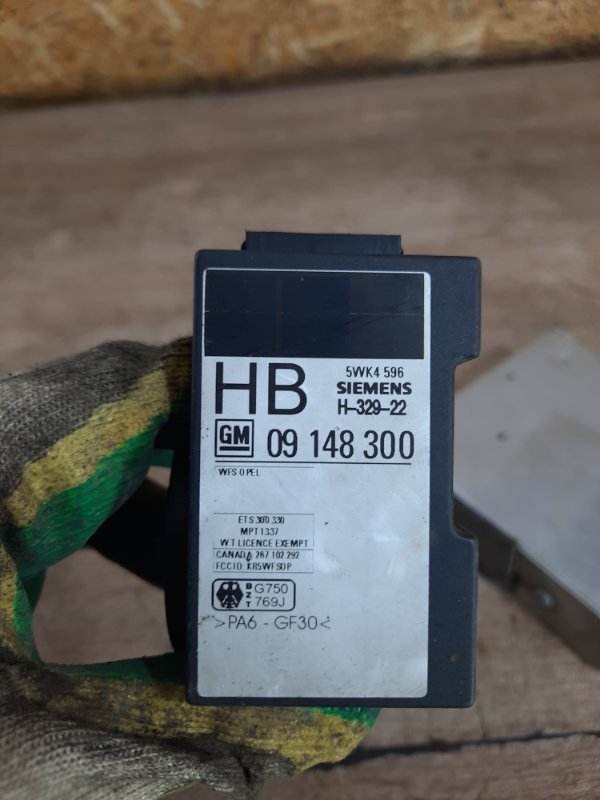 HB
5WK4 596
SIEMENS
H-329-22
GM 09 148 300
WFS OPEL
ETS 300 330
MPT 1337
W.T. LICENCE EXEMPT
CANADA 267 102 292
FCC ID: KR5WFSOP
BZT G750
769J
>PA6 - GF30<